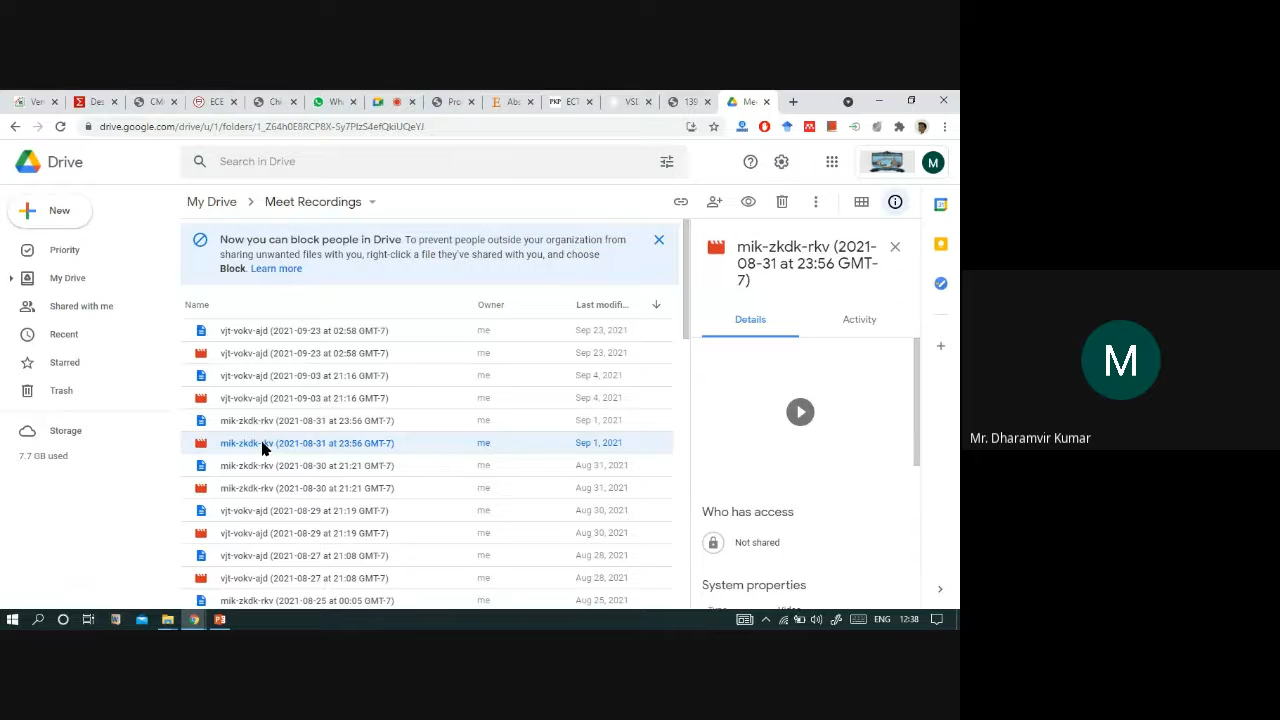 Ver
Des
CM
ECE
Chi
Wh
Pro
Abs
PKP ECT
VSI
139
Me
drive.google.com/drive/u/1/folders/1_Z64h0E8RCP8X-Sy7PIzS4efQkiUQeYJ
Drive
Search in Drive
M
New
My Drive > Meet Recordings
Priority
My Drive
Shared with me
Recent
Starred
Trash
Storage
7.7 GB used
Now you can block people in Drive To prevent people outside your organization from
sharing unwanted files with you, right-click a file they've shared with you, and choose
Block. Learn more
Name Owner Last modifi...
vjt-vokv-ajd (2021-09-23 at 02:58 GMT-7) me Sep 23, 2021
vjt-vokv-ajd (2021-09-23 at 02:58 GMT-7) me Sep 23, 2021
vjt-vokv-ajd (2021-09-03 at 21:16 GMT-7) me Sep 4, 2021
vjt-vokv-ajd (2021-09-03 at 21:16 GMT-7) me Sep 4, 2021
mik-zkdk-rkv (2021-08-31 at 23:56 GMT-7) me Sep 1, 2021
mik-zkdk-rkv (2021-08-31 at 23:56 GMT-7) me Sep 1, 2021
mik-zkdk-rkv (2021-08-30 at 21:21 GMT-7) me Aug 31, 2021
mik-zkdk-rkv (2021-08-30 at 21:21 GMT-7) me Aug 31, 2021
vjt-vokv-ajd (2021-08-29 at 21:19 GMT-7) me Aug 30, 2021
vjt-vokv-ajd (2021-08-29 at 21:19 GMT-7) me Aug 30, 2021
vjt-vokv-ajd (2021-08-27 at 21:08 GMT-7) me Aug 28, 2021
vjt-vokv-ajd (2021-08-27 at 21:08 GMT-7) me Aug 28, 2021
mik-zkdk-rkv (2021-08-25 at 00:05 GMT-7) me Aug 25, 2021
mik-zkdk-rkv (2021-
08-31 at 23:56 GMT-
7)
Details Activity
Who has access
Not shared
System properties
ENG 12:38
M
Mr. Dharamvir Kumar